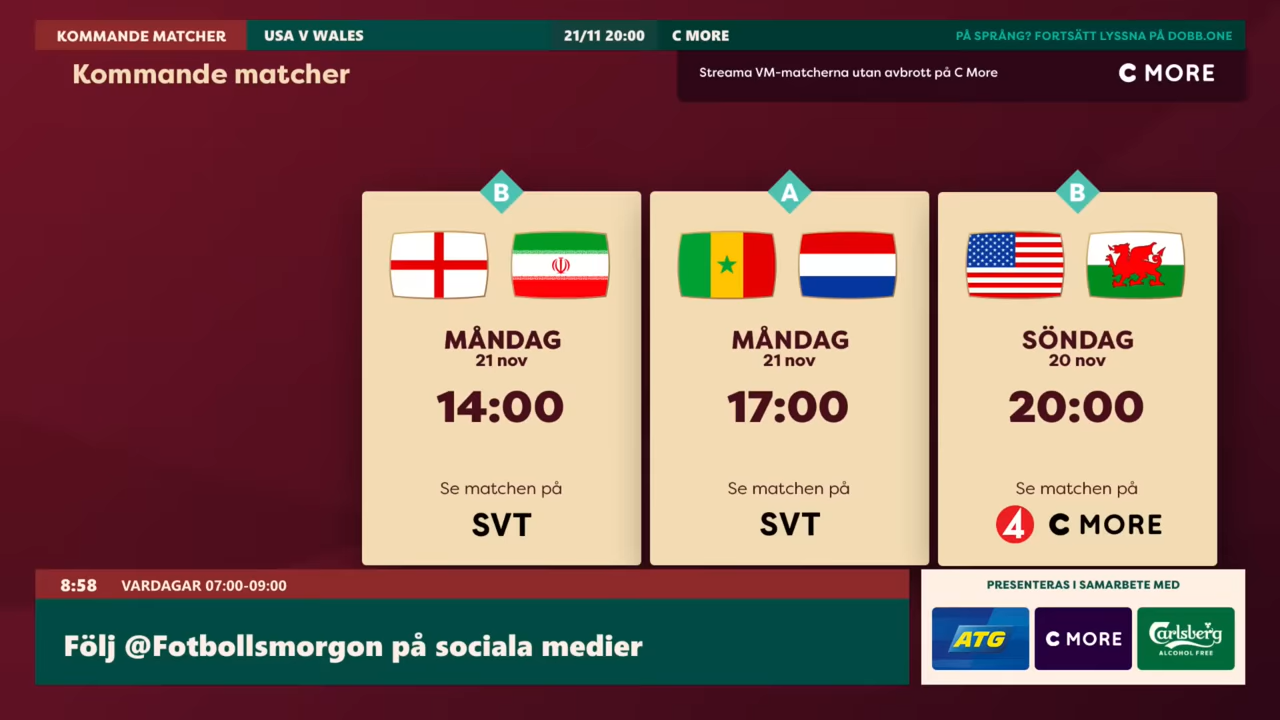 KOMMANDE MATCHER USA V WALES 21/11 20:00 C MORE PÅ SPRÅNG? FORTSÄTT LYSSNA PÅ DOBB.ONE
Kommande matcher
Streama VM-matcherna utan avbrott på C More C MORE
B
MÅNDAG
21 nov
14:00
Se matchen på
SVT
A
MÅNDAG
21 nov
17:00
Se matchen på
SVT
B
SÖNDAG
20 nov
20:00
Se matchen på
4 C MORE
8:58 VARDAGAR 07:00-09:00
Följ @Fotbollsmorgon på sociala medier
PRESENTERAS I SAMARBETE MED
ATG
C MORE
Carlsberg
ALCOHOL FREE